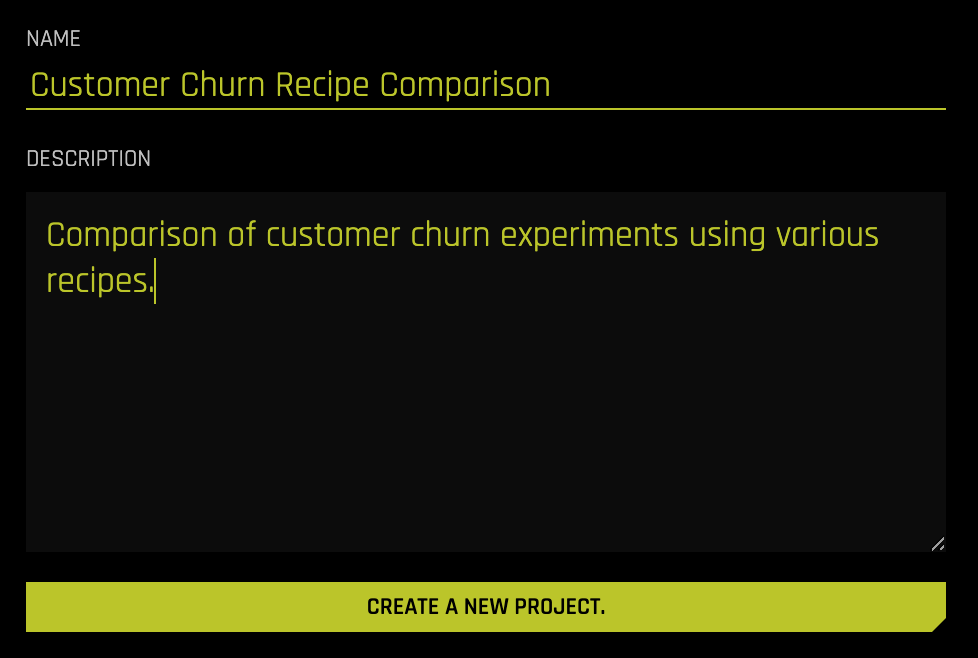 NAME
Customer Churn Recipe Comparison
DESCRIPTION
Comparison of customer churn experiments using various
recipes.
CREATE A NEW PROJECT.